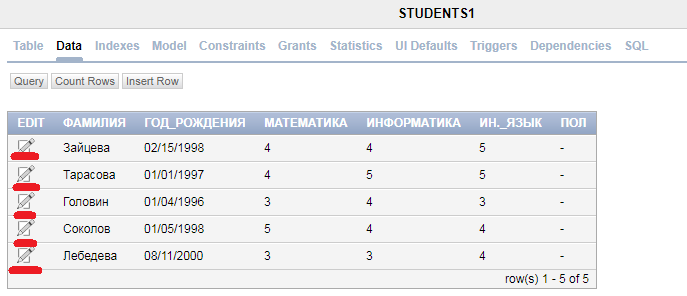 STUDENTS1
Table Data Indexes Model Constraints Grants Statistics UI Defaults Triggers Dependencies SQL
Query Count Rows Insert Row
EDIT ФАМИЛИЯ ГОД_РОЖДЕНИЯ МАТЕМАТИКА ИНФОРМАТИКА ИН._ЯЗЫК ПОЛ
Зайцева 02/15/1998 4 4 5 -
Тарасова 01/01/1997 4 5 5 -
Головин 01/04/1996 3 4 3 -
Соколов 01/05/1998 5 4 4 -
Лебедева 08/11/2000 3 3 4 -
row(s) 1 - 5 of 5